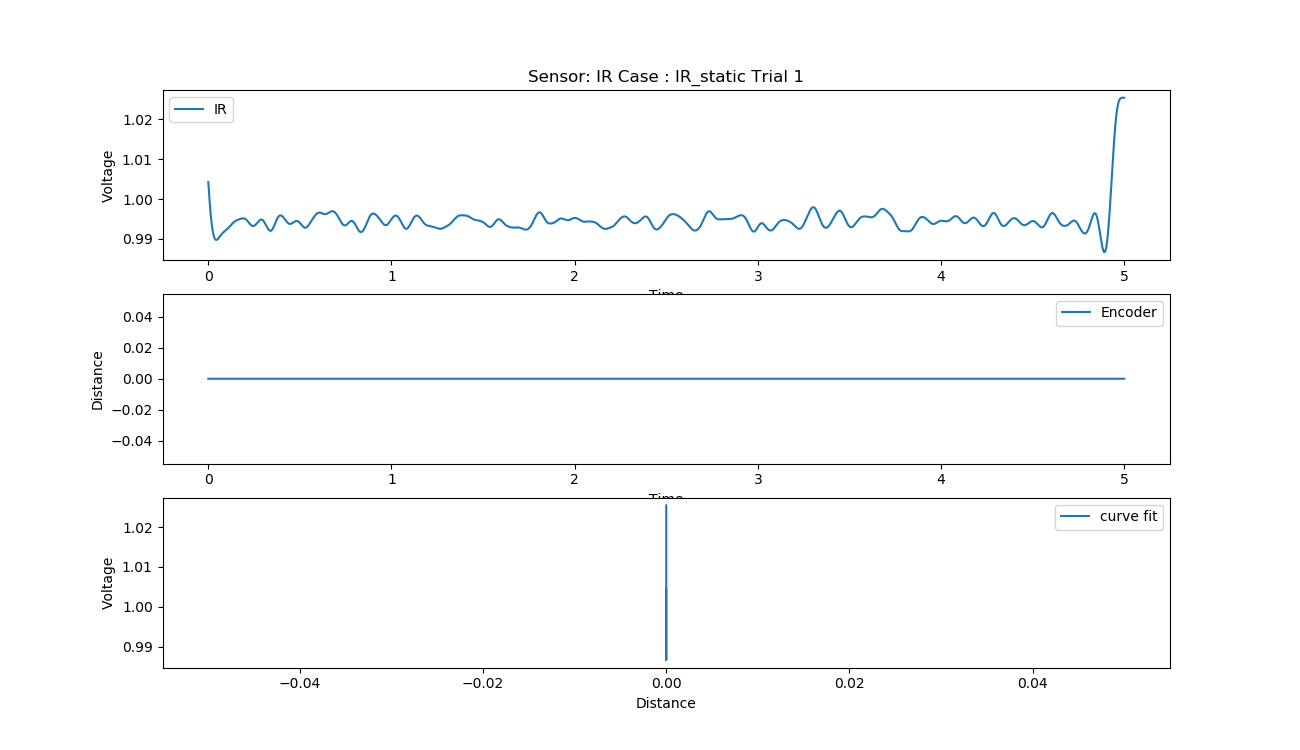 Sensor: IR Case : IR_static Trial 1
IR
Voltage
1.02
1.01
1.00
0.99
0 1 2 3 4 5
Time
Encoder
Distance
0.04
0.02
0.00
−0.02
−0.04
0 1 2 3 4 5
Time
curve fit
Voltage
1.02
1.01
1.00
0.99
−0.04 −0.02 0.00 0.02 0.04
Distance